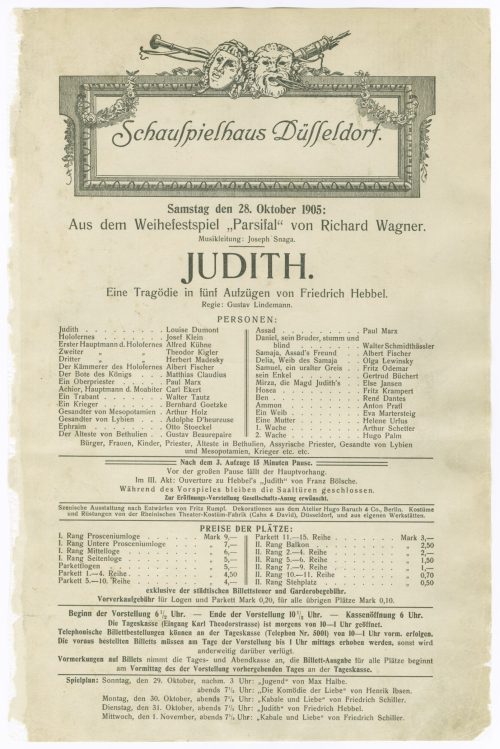 Schauspielhaus Düsseldorf.
Samstag den 28. Oktober 1905:
Aus dem Weihefestspiel „Parsifal“ von Richard Wagner.
Musikleitung: Joseph Snaga.
JUDITH.
Eine Tragödie in fünf Aufzügen von Friedrich Hebbel.
Regie: Gustav Lindemann.
PERSONEN:
Judith . . . . . . . . . Louise Dumont
Holofernes . . . . . . . Josef Klein
Erster Hauptmann d. Holofernes Alfred Kühne
Zweiter „ „ Theodor Kigler
Dritter „ „ Herbert Madresky
Der Kämmerer des Holofernes Albert Fischer
Der Bote des Königs . . . Matthias Claudius
Ein Oberpriester . . . . Paul Marx
Achior, Hauptmann d. Moabiter Carl Ekert
Ein Trabant . . . . . . Walter Tautz
Ein Krieger . . . . . . Bernhard Goetzke
Gesandter von Mesopotamien . Arthur Holz
Gesandter von Lybien . . . Adolphe D'heureuse
Ephraim . . . . . . . . Otto Stoeckel
Der Älteste von Bethulien . Gustav Beaurepaire
Assad . . . . . . . . . Paul Marx
Daniel, sein Bruder, stumm und
blind . . . . . . . . Walter Schmidthässler
Samaja, Assad's Freund . . Albert Fischer
Delia, Weib des Samaja . . Olga Lewinsky
Samuel, ein uralter Greis . . Fritz Odemar
sein Enkel . . . . . . . Gertrud Büchert
Mirza, die Magd Judith's . . Else Jansen
Hosea . . . . . . . . . Fritz Krampert
Ben . . . . . . . . . . René Dantes
Ammon . . . . . . . . . Anton Pratl
Ein Weib . . . . . . . . Eva Martersteig
Eine Mutter . . . . . . . Helene Urlus
1. Wache . . . . . . . . Arthur Schetler
2. Wache . . . . . . . . Hugo Palm
Bürger, Frauen, Kinder, Priester, Älteste in Bethulien, Assyrische Priester, Gesandte von Lybien
und Mesopotamien, Krieger etc. etc.
Nach dem 3. Aufzuge 15 Minuten Pause.
Vor der großen Pause fällt der Hauptvorhang.
Im III. Akt: Ouverture zu Hebbel's „Judith“ von Franz Bölsche.
Während des Vorspieles bleiben die Saaltüren geschlossen.
Zur Eröffnungs-Vorstellung Gesellschafts-Anzug erwünscht.
Szenische Ausstattung nach Entwürfen von Fritz Rumpf. Dekorationen aus dem Atelier Hugo Baruch & Co., Berlin. Kostüme
und Rüstungen von der Rheinischen Theater-Kostüm-Fabrik (Cahn & David), Düsseldorf, und aus eigenen Werkstätten.
PREISE DER PLÄTZE:
I. Rang Prosceniumloge . . . . . Mark 9,—
I. Rang Untere Prosceniumloge . . „ 7,—
I. Rang Mittelloge . . . . . . . „ 6,—
I. Rang Seitenloge . . . . . . . „ 5,—
Parkettlogen . . . . . . . . . . „ 5,—
Parkett 1.—4. Reihe . . . . . . „ 4,50
Parkett 5.—10. Reihe . . . . . . „ 4,—
Parkett 11.—15. Reihe . . . . . Mark 3,—
II. Rang Balkon . . . . . . . . „ 2,50
II. Rang 2.—4. Reihe . . . . . . „ 2,—
II. Rang 5.—6. Reihe . . . . . . „ 1,50
II. Rang 7.—9. Reihe . . . . . . „ 1,—
II. Rang 10.—11. Reihe . . . . . „ 0,70
II. Rang Stehplatz . . . . . . . „ 0,50
exklusive der städtischen Billettsteuer und Garderobegebühr.
Vorverkaufgebühr für Logen und Parkett Mark 0,20, für alle übrigen Plätze Mark 0,10.
Beginn der Vorstellung 6½ Uhr. — Ende der Vorstellung 10½ Uhr. — Kassenöffnung 6 Uhr.
Die Tageskasse (Eingang Karl Theodorstrasse) ist morgens von 10—1 Uhr geöffnet.
Telephonische Billettbestellungen können an der Tageskasse (Telephon Nr. 5001) von 10—1 Uhr vorm. erfolgen.
Die voraus bestellten Billets müssen am Tage der Vorstellung bis 1 Uhr mittags erhoben werden, sonst wird
anderweitig darüber verfügt.
Vormerkungen auf Billets nimmt die Tages- und Abendkasse an, die Billett-Ausgabe für alle Plätze beginnt
am Vormittag des der Vorstellung vorhergehenden Tages an der Tageskasse.
Spielplan: Sonntag, den 29. Oktober, nachm. 3 Uhr: „Jugend“ von Max Halbe.
abends 7½ Uhr: „Die Komödie der Liebe“ von Henrik Ibsen.
Montag, den 30. Oktober, abends 7½ Uhr: „Kabale und Liebe“ von Friedrich Schiller.
Dienstag, den 31. Oktober, abends 7½ Uhr: „Judith“ von Friedrich Hebbel.
Mittwoch, den 1. November, abends 7½ Uhr: „Kabale und Liebe“ von Friedrich Schiller.